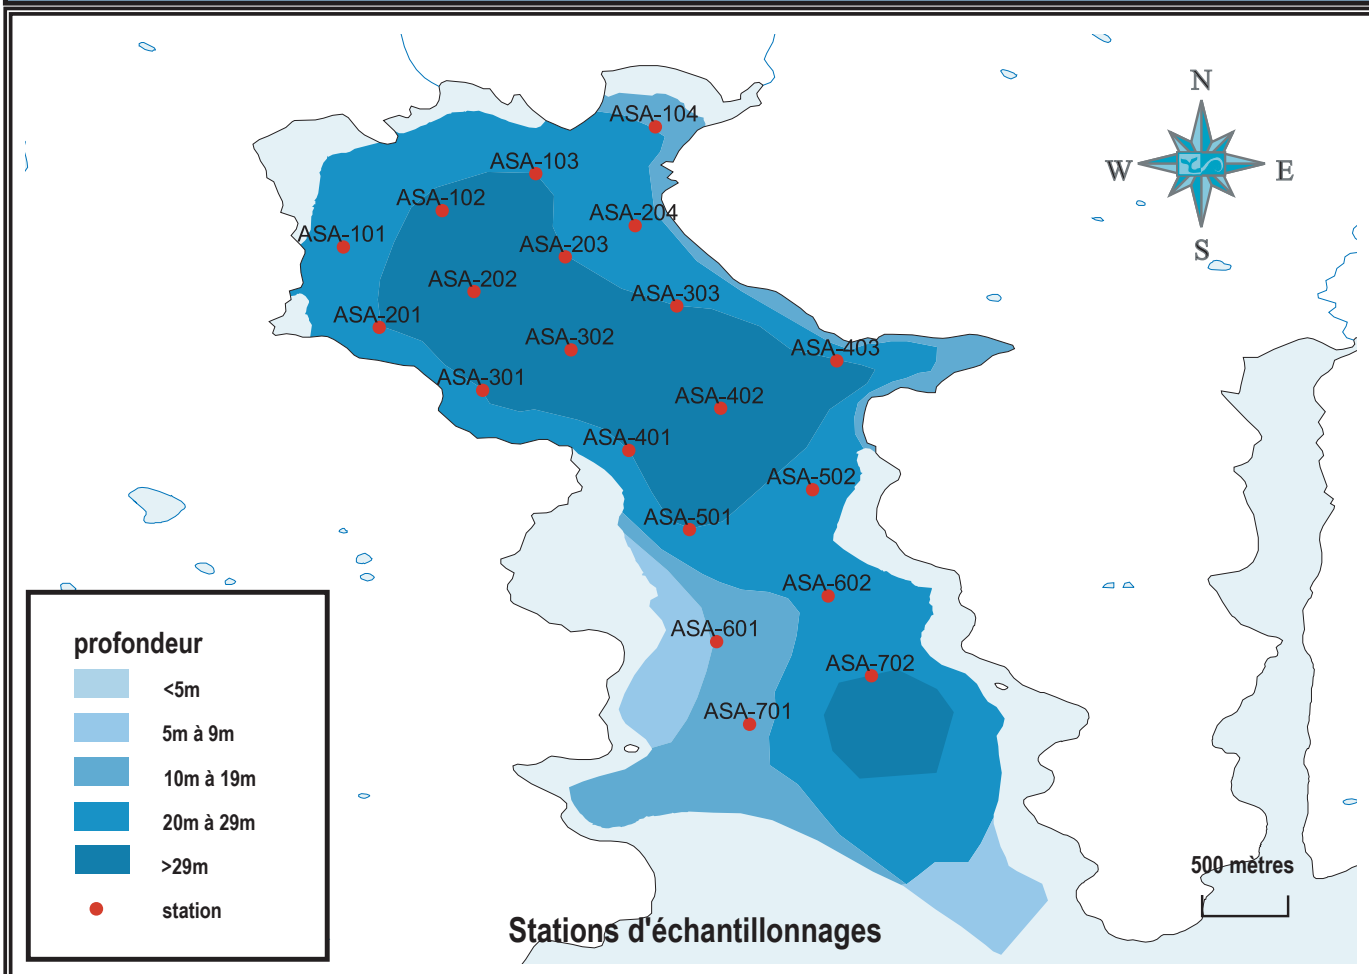 N
W
E
S
ASA-104
ASA-103
ASA-102
ASA-204
ASA-101
ASA-203
ASA-202
ASA-303
ASA-201
ASA-302
ASA-403
ASA-301
ASA-402
ASA-401
ASA-502
ASA-501
ASA-602
ASA-601
ASA-702
ASA-701
profondeur
<5m
5m à 9m
10m à 19m
20m à 29m
>29m
station
500 mètres
Stations d'échantillonnages